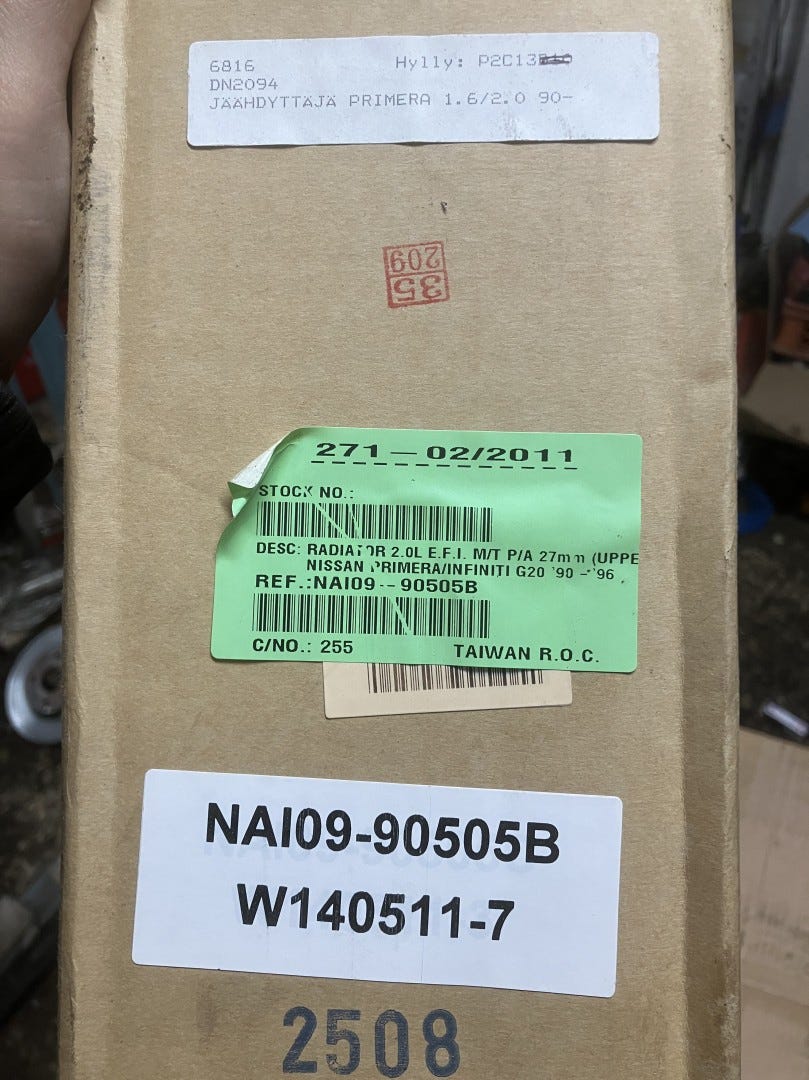 6816 Hylly: P2C13
DN2094
JÄÄHDYTTÄJÄ PRIMERA 1.6/2.0 90-
35
209
271 — 02/2011
STOCK NO.:
DESC: RADIATOR 2.0L E.F.I. M/T P/A 27mm (UPPE
NISSAN PRIMERA/INFINITI G20 '90 - '96
REF.:NAI09--90505B
C/NO.: 255 TAIWAN R.O.C.
NAI09-90505B
W140511-7
2508